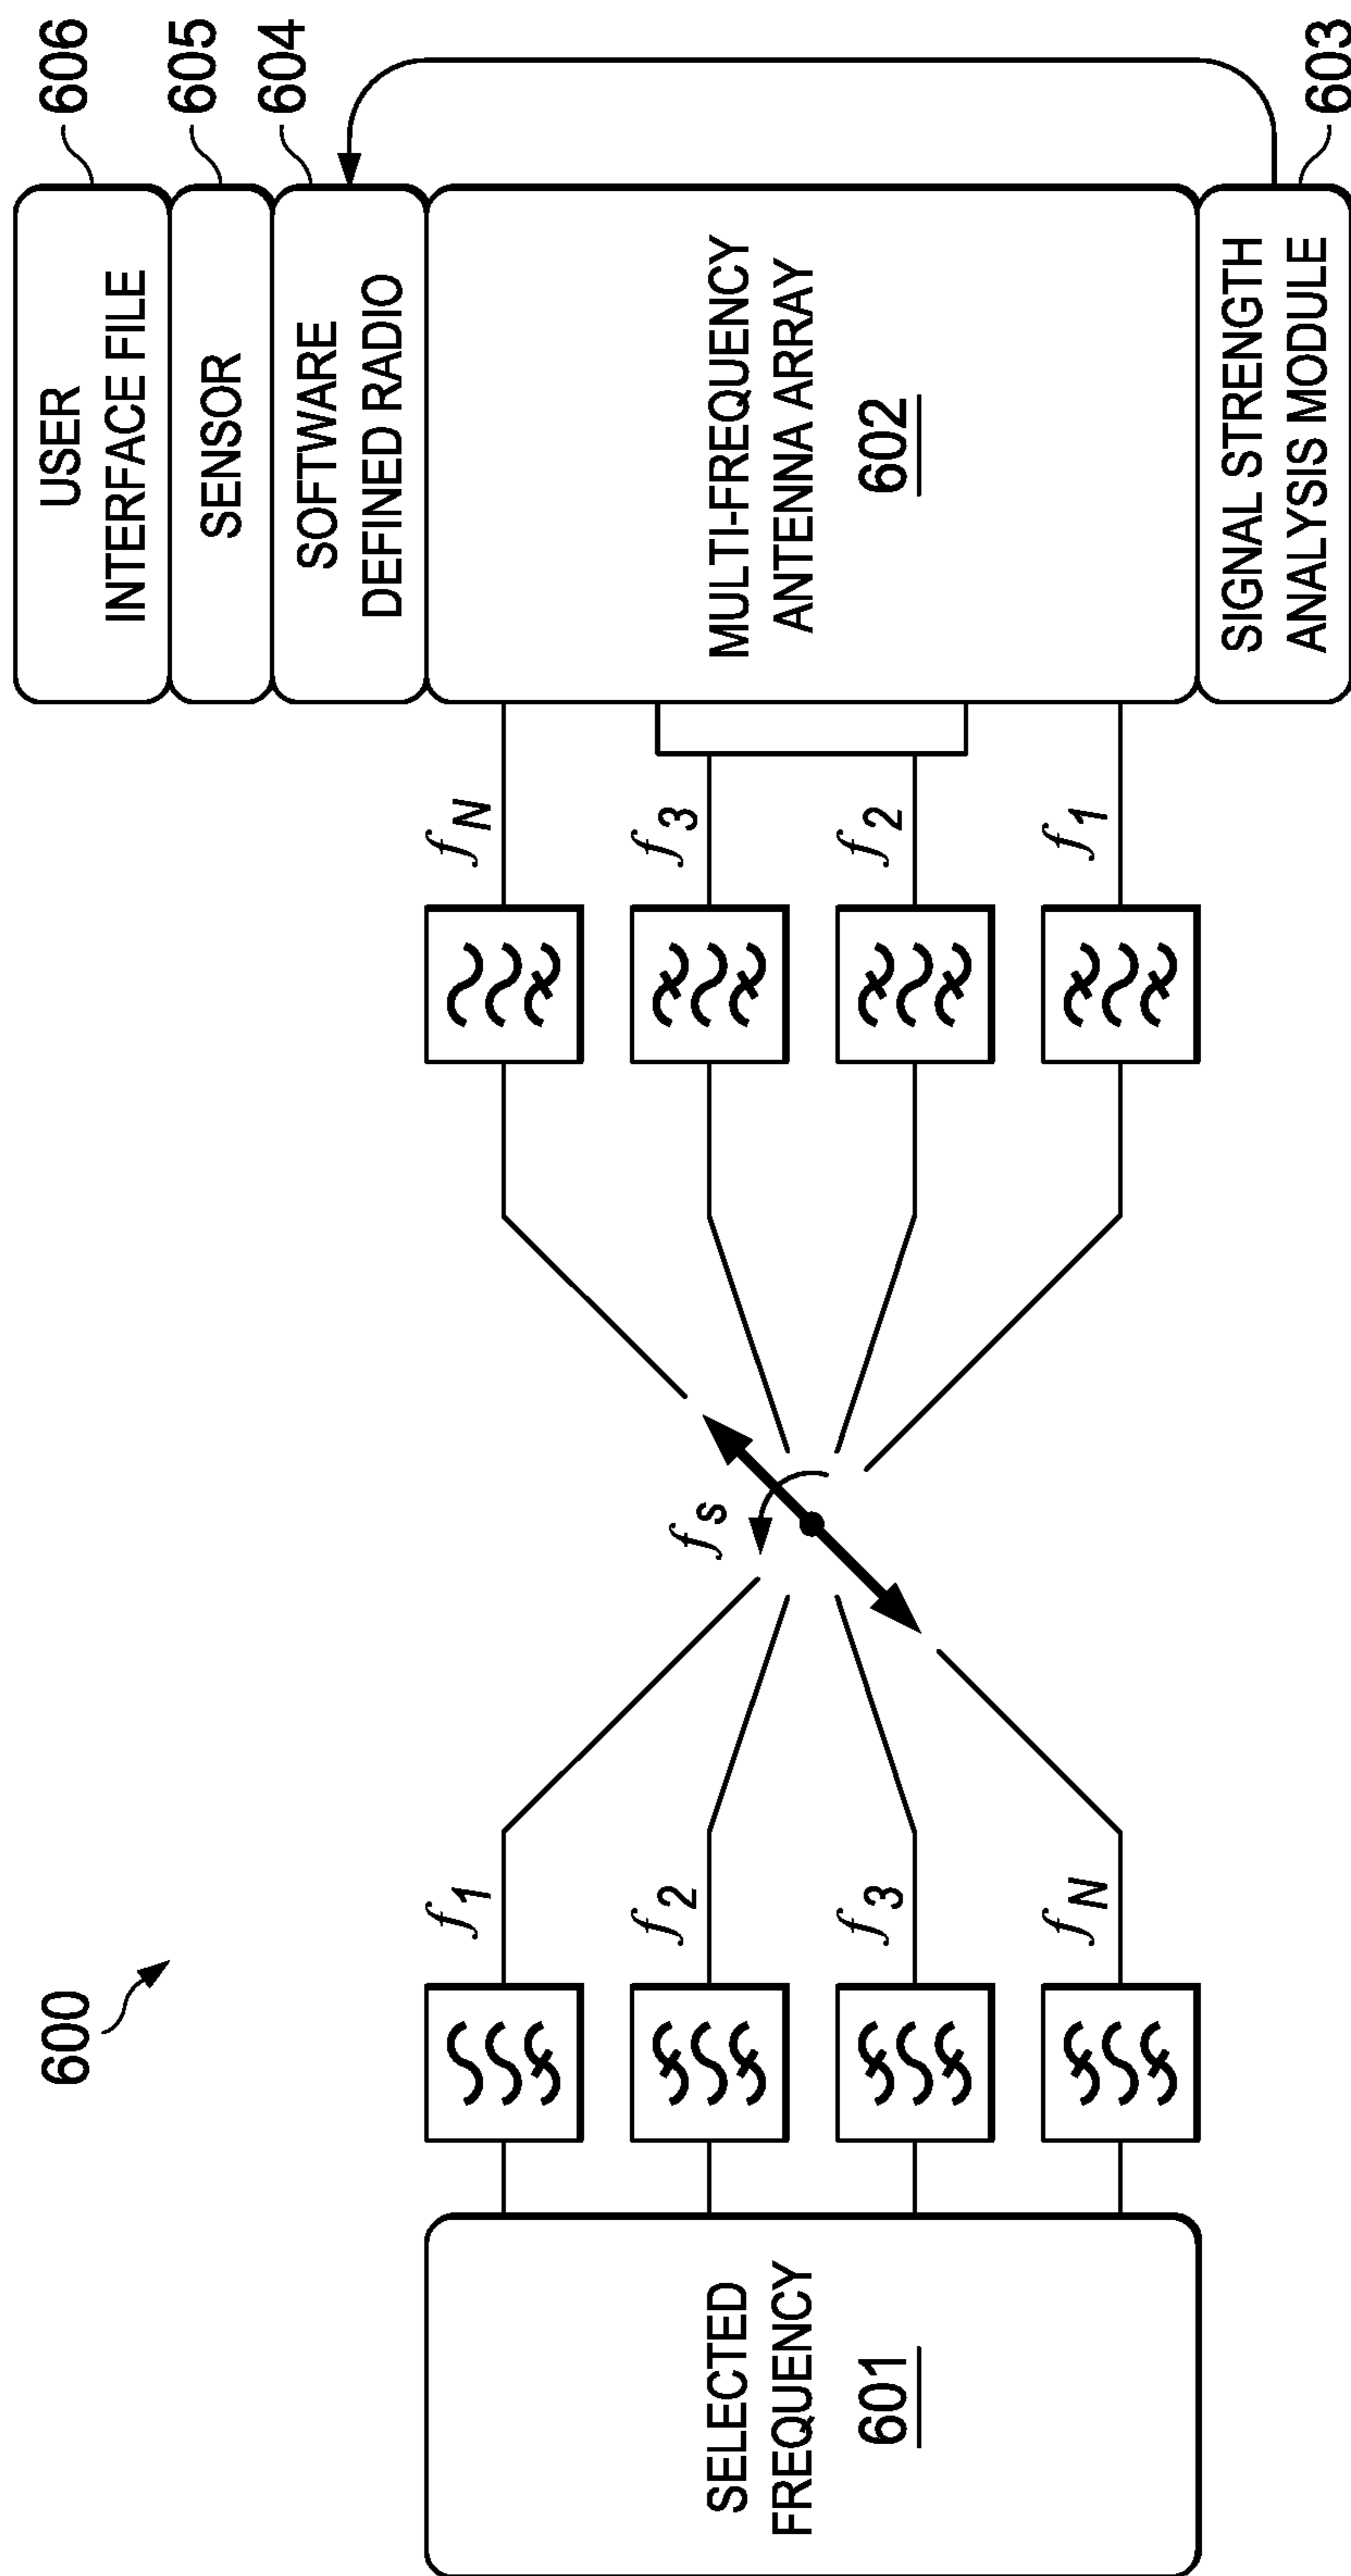 600
SELECTED
FREQUENCY
601
f1
f2
f3
fN
fs
fN
f3
f2
f1
USER
INTERFACE FILE
606
SENSOR
605
SOFTWARE
DEFINED RADIO
604
MULTI-FREQUENCY
ANTENNA ARRAY
602
SIGNAL STRENGTH
ANALYSIS MODULE
603